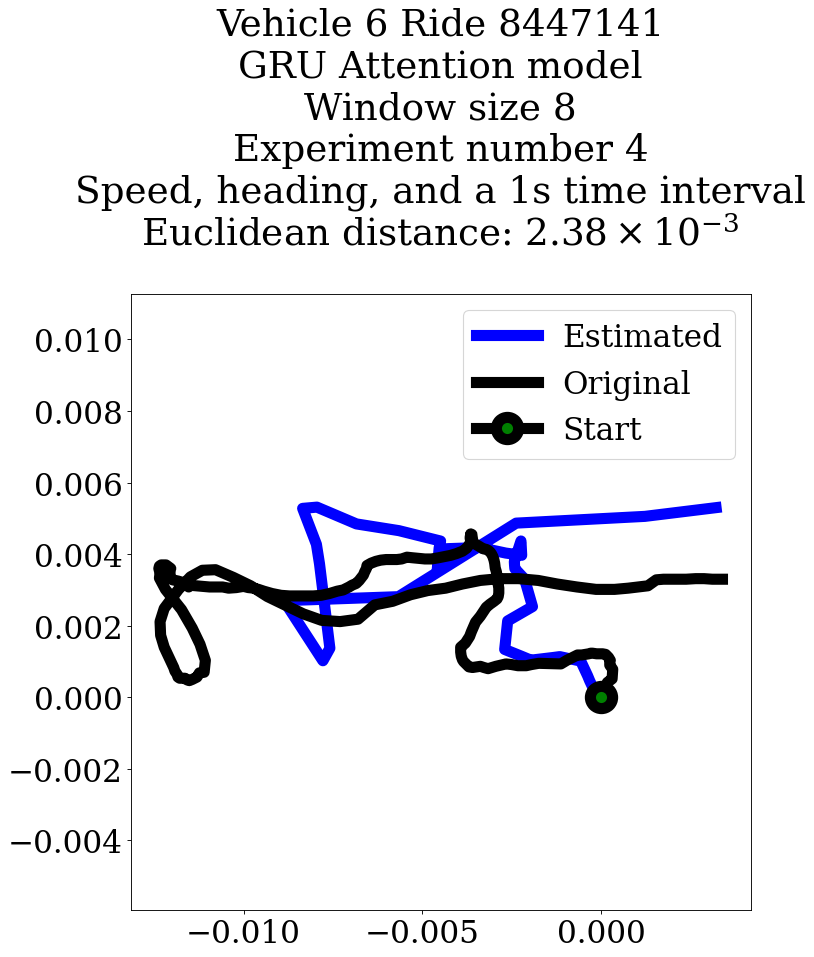 Vehicle 6 Ride 8447141
GRU Attention model
Window size 8
Experiment number 4
Speed, heading, and a 1s time interval
Euclidean distance: 2.38 × 10⁻³
Estimated
Original
Start
0.010
0.008
0.006
0.004
0.002
0.000
−0.002
−0.004
−0.010 −0.005 0.000